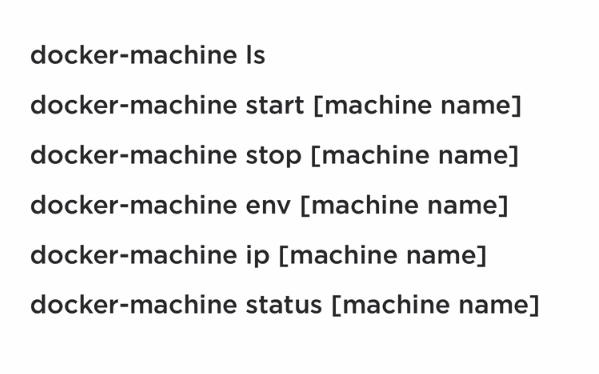 docker-machine ls
docker-machine start [machine name]
docker-machine stop [machine name]
docker-machine env [machine name]
docker-machine ip [machine name]
docker-machine status [machine name]